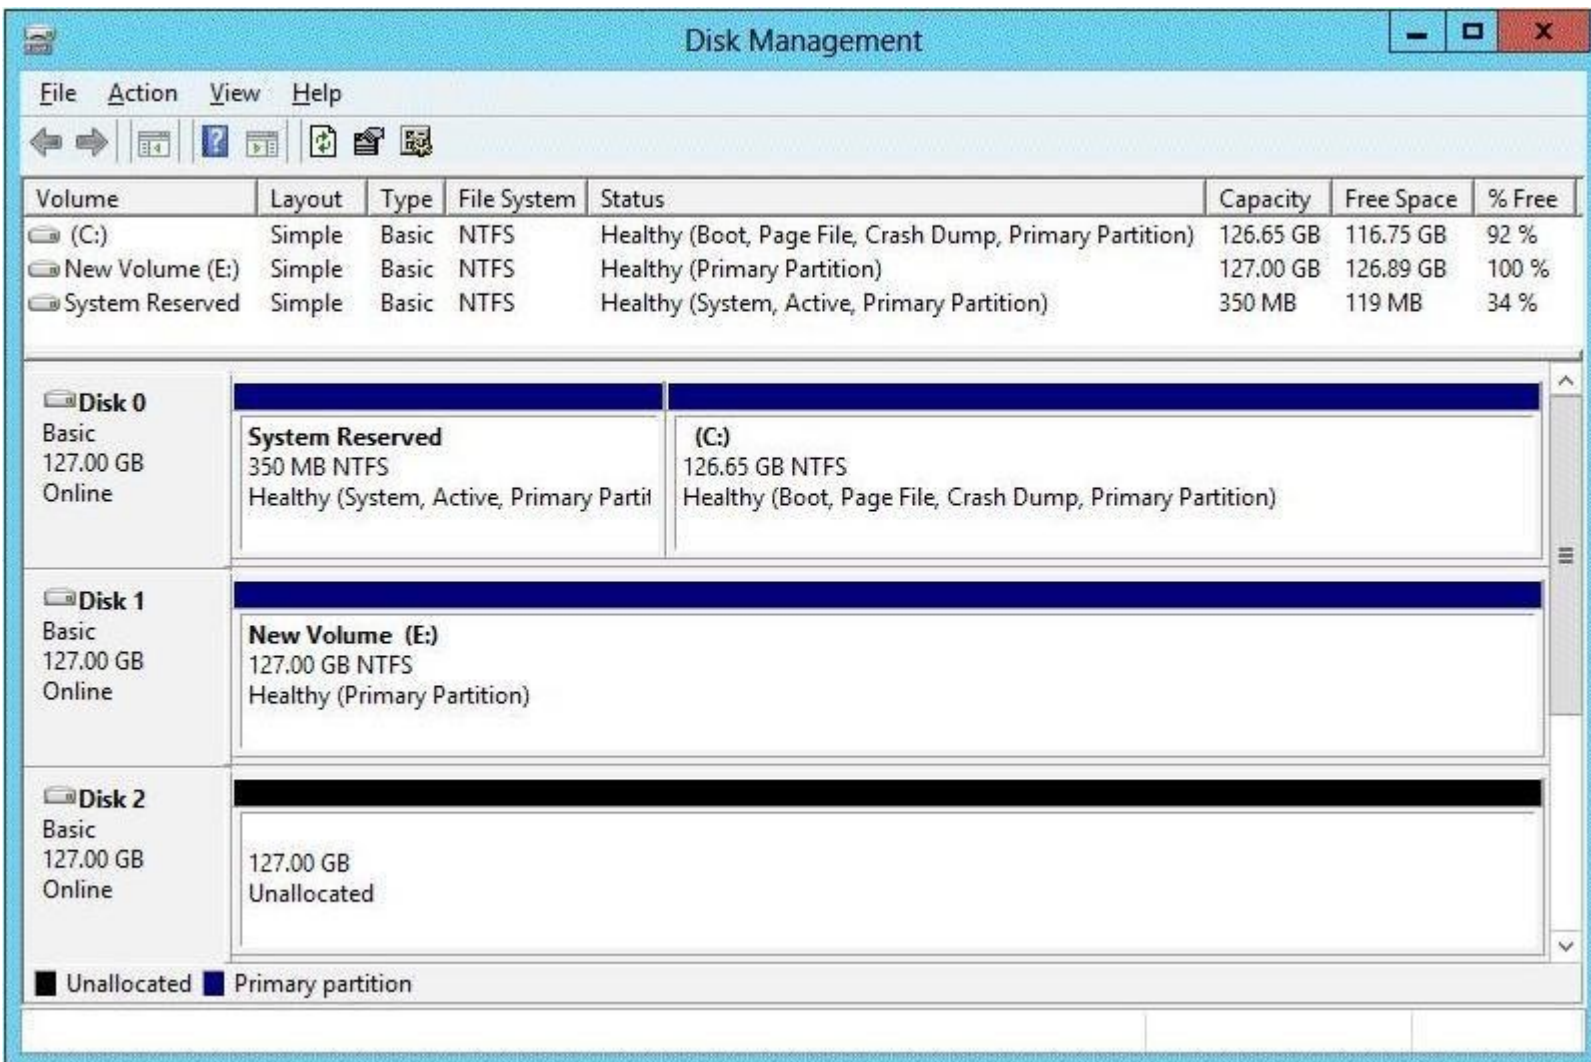 Disk Management
File Action View Help
Volume Layout Type File System Status Capacity Free Space % Free
(C:) Simple Basic NTFS Healthy (Boot, Page File, Crash Dump, Primary Partition) 126.65 GB 116.75 GB 92 %
New Volume (E:) Simple Basic NTFS Healthy (Primary Partition) 127.00 GB 126.89 GB 100 %
System Reserved Simple Basic NTFS Healthy (System, Active, Primary Partition) 350 MB 119 MB 34 %
Disk 0
Basic
127.00 GB
Online
System Reserved
350 MB NTFS
Healthy (System, Active, Primary Partit
(C:)
126.65 GB NTFS
Healthy (Boot, Page File, Crash Dump, Primary Partition)
Disk 1
Basic
127.00 GB
Online
New Volume (E:)
127.00 GB NTFS
Healthy (Primary Partition)
Disk 2
Basic
127.00 GB
Online
127.00 GB
Unallocated
Unallocated Primary partition